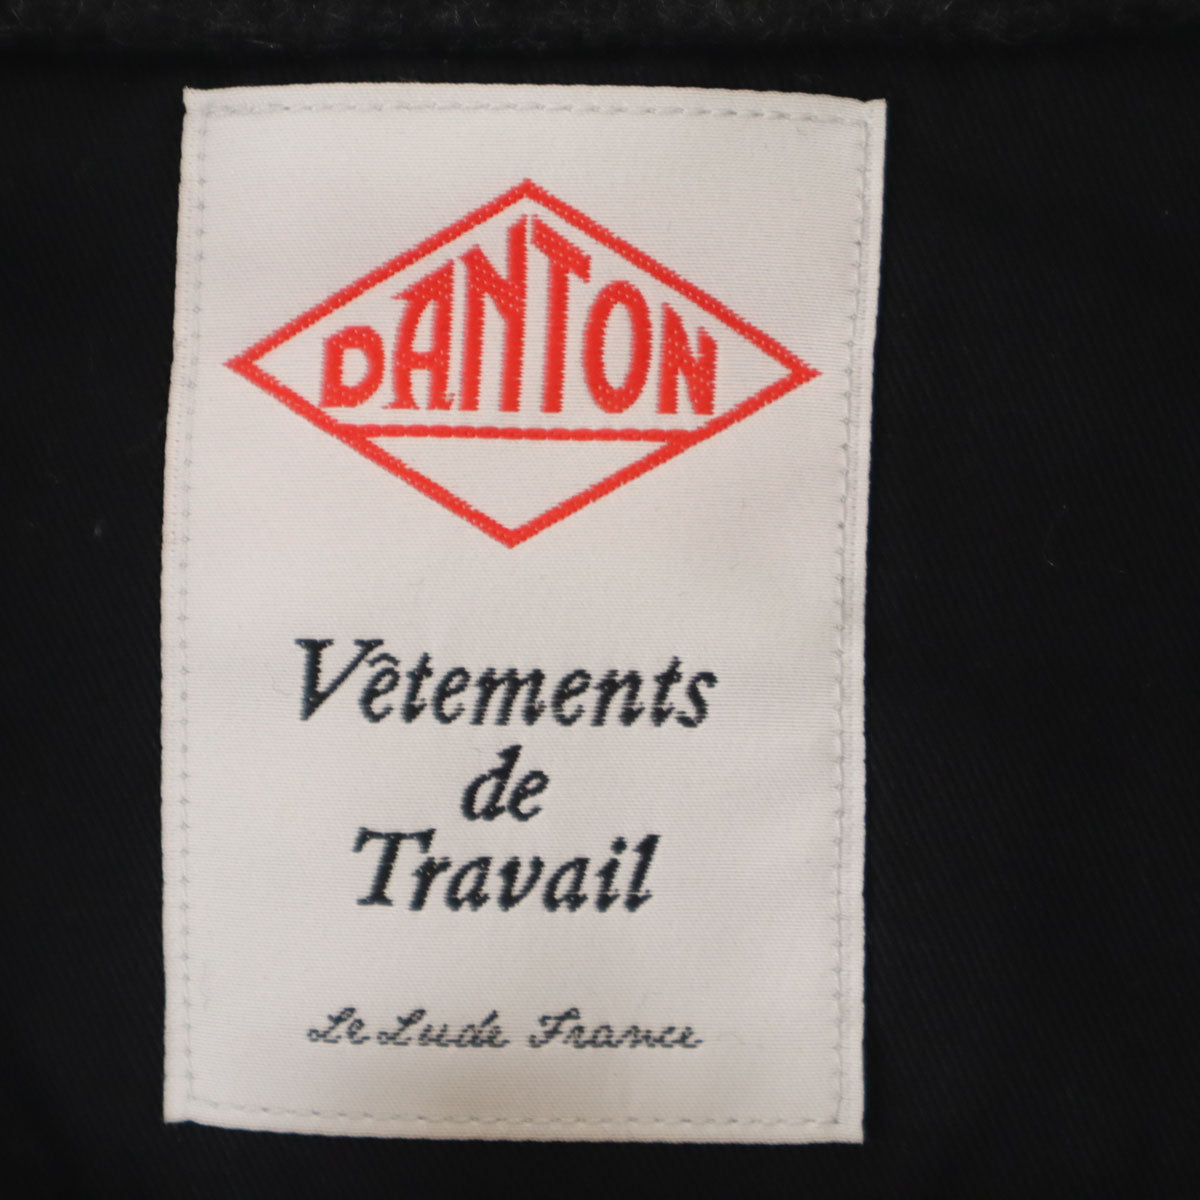 DANTON
Vêtements
de
Travail
Le Lude France